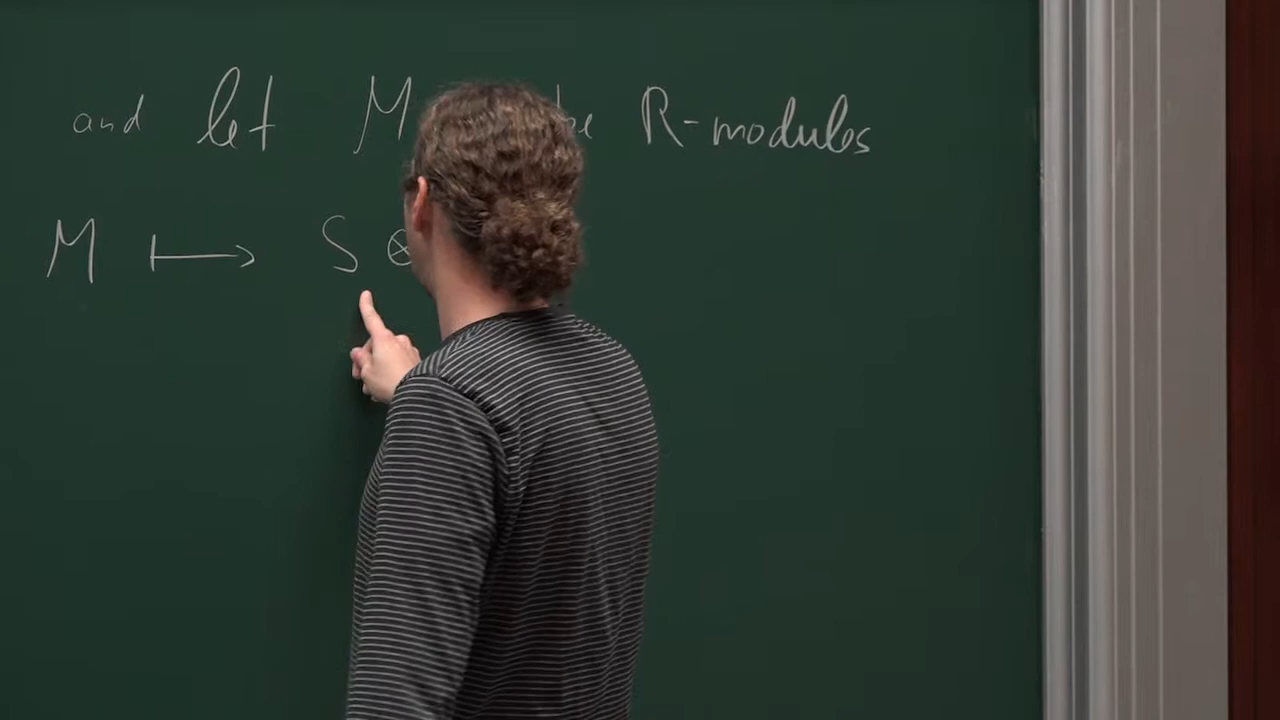 and let M be R-modules
M ⟼ S ⊗